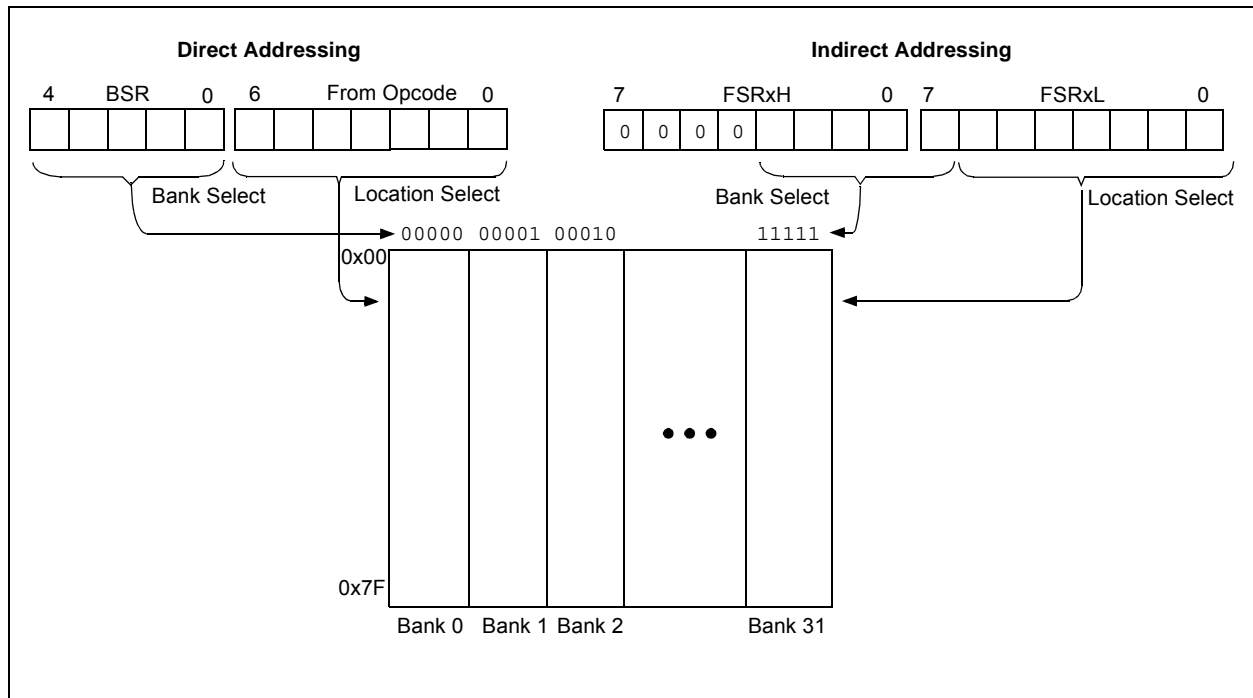 Direct Addressing
Indirect Addressing
4 BSR 0 6 From Opcode 0
7 FSRxH 0 7 FSRxL 0
0 0 0 0
Bank Select
Location Select
Bank Select
Location Select
00000 00001 00010 11111
0x00
0x7F
Bank 0 Bank 1 Bank 2 Bank 31